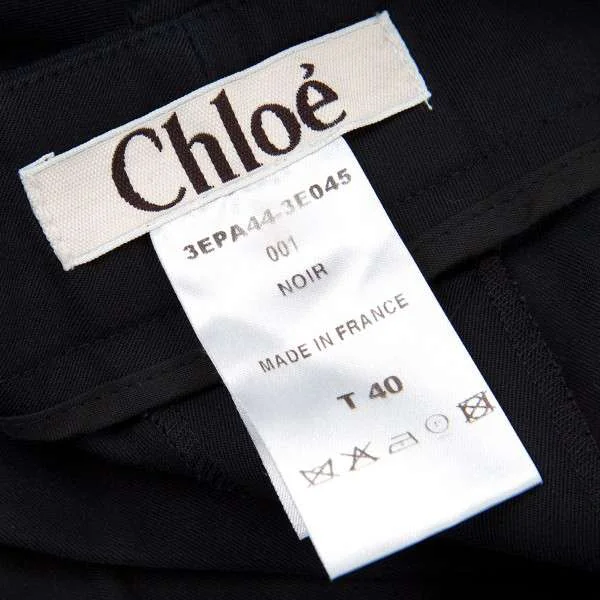 Chloé
3EPA44-3E045
001
NOIR
MADE IN FRANCE
T 40